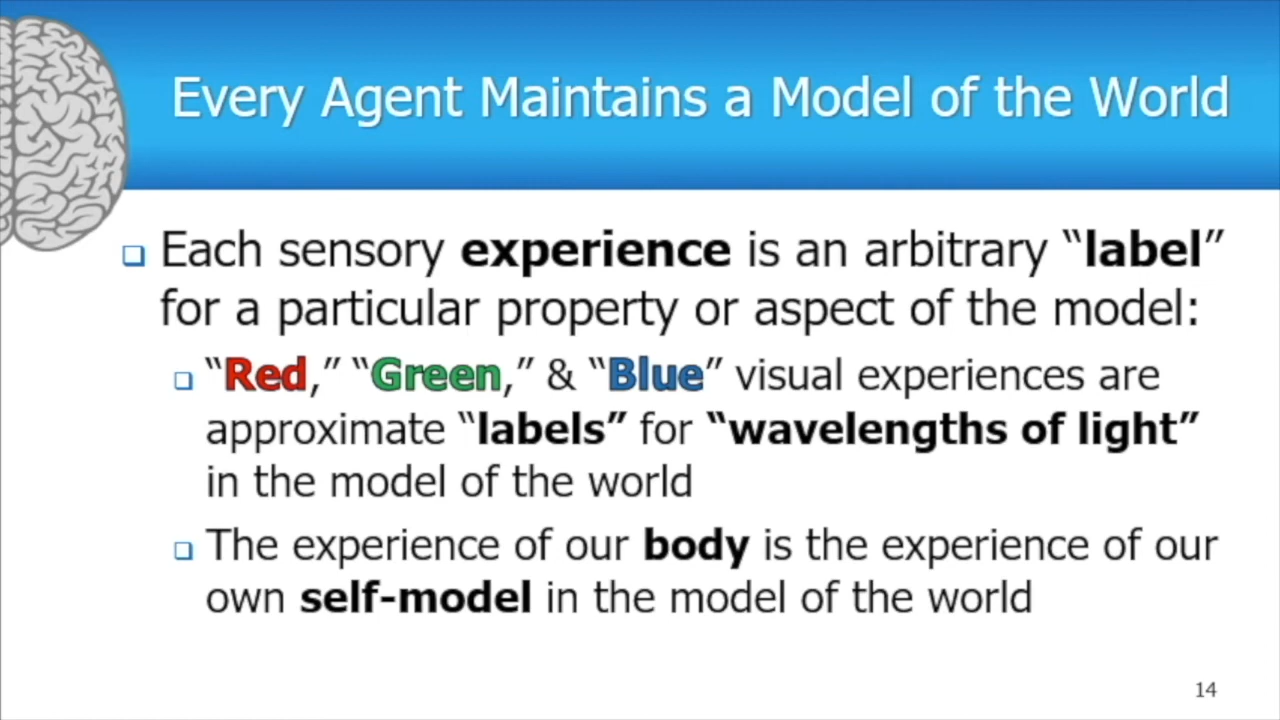 Every Agent Maintains a Model of the World
Each sensory experience is an arbitrary “label”
for a particular property or aspect of the model:
“Red,” “Green,” & “Blue” visual experiences are
approximate “labels” for “wavelengths of light”
in the model of the world
The experience of our body is the experience of our
own self-model in the model of the world
14